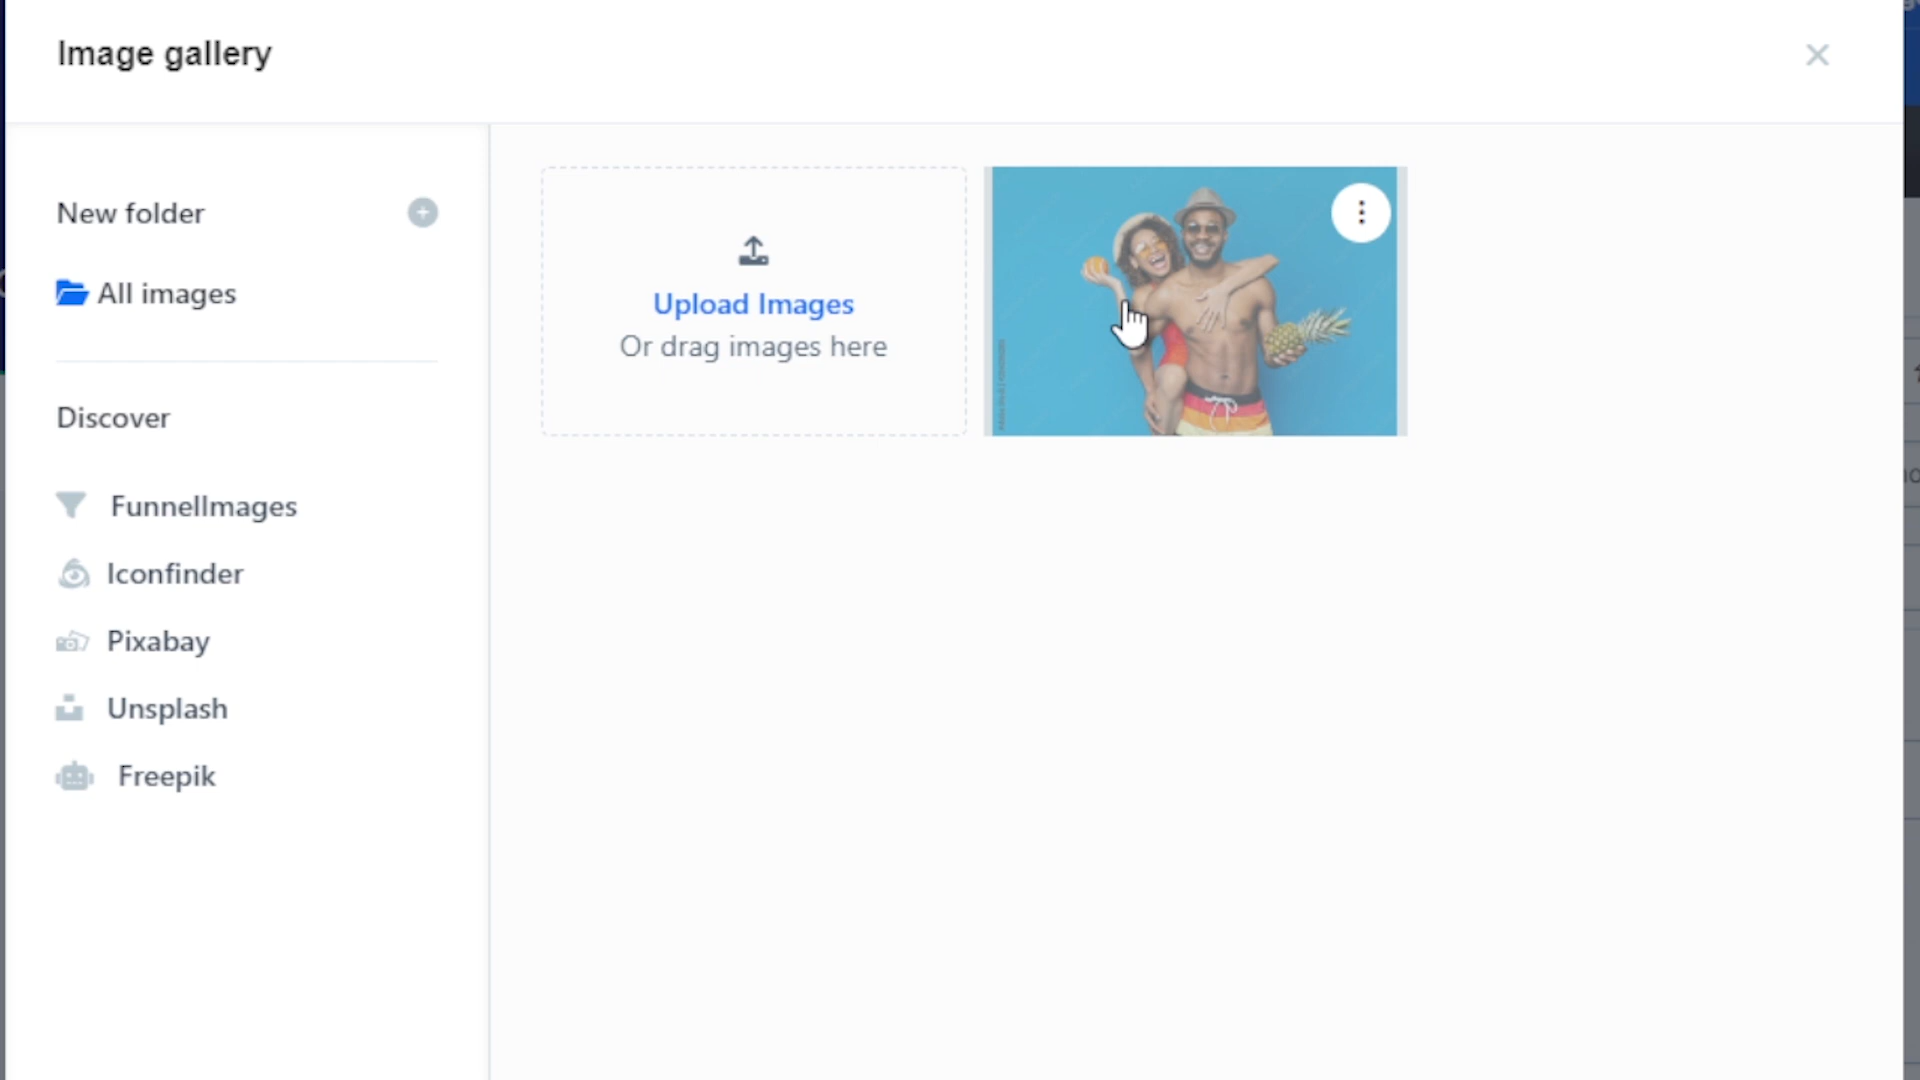 Image gallery
New folder
All images
Discover
FunnelImages
Iconfinder
Pixabay
Unsplash
Freepik
Upload Images
Or drag images here